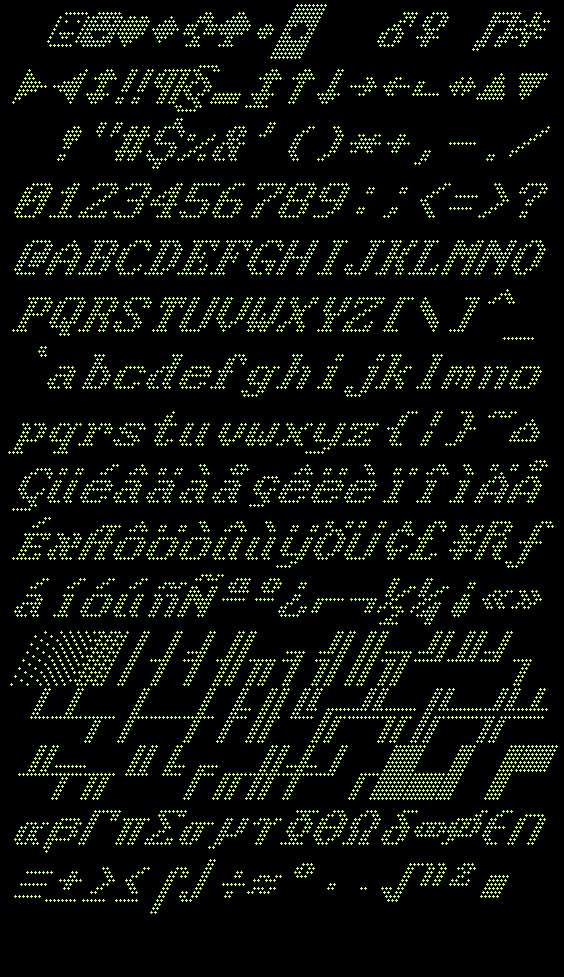 ☺☻♥♦♣♠•◘ ♂♀ ♫☼
►◄↕‼¶§▬↨↑↓→←∟↔▲▼
!"#$%&'()*+,-./
0123456789:;<=>?
@ABCDEFGHIJKLMNO
PQRSTUVWXYZ[\]^_
`abcdefghijklmno
pqrstuvwxyz{|}~⌂
ÇüéâäàåçêëèïîìÄÅ
ÉæÆôöòûùÿÖÜ¢£¥₧ƒ
áíóúñÑªº¿⌐¬½¼¡«»
░▒▓│┤╡╢╖╕╣║╗╝╜╛┐
└┴┬├─┼╞╟╚╔╩╦╠═╬╧
╨╤╥╙╘╒╓╫╪┘┌█▄▌▐▀
αßΓπΣσµτΦΘΩδ∞φε∩
≡±≥≤⌠⌡÷≈°∙·√ⁿ²■